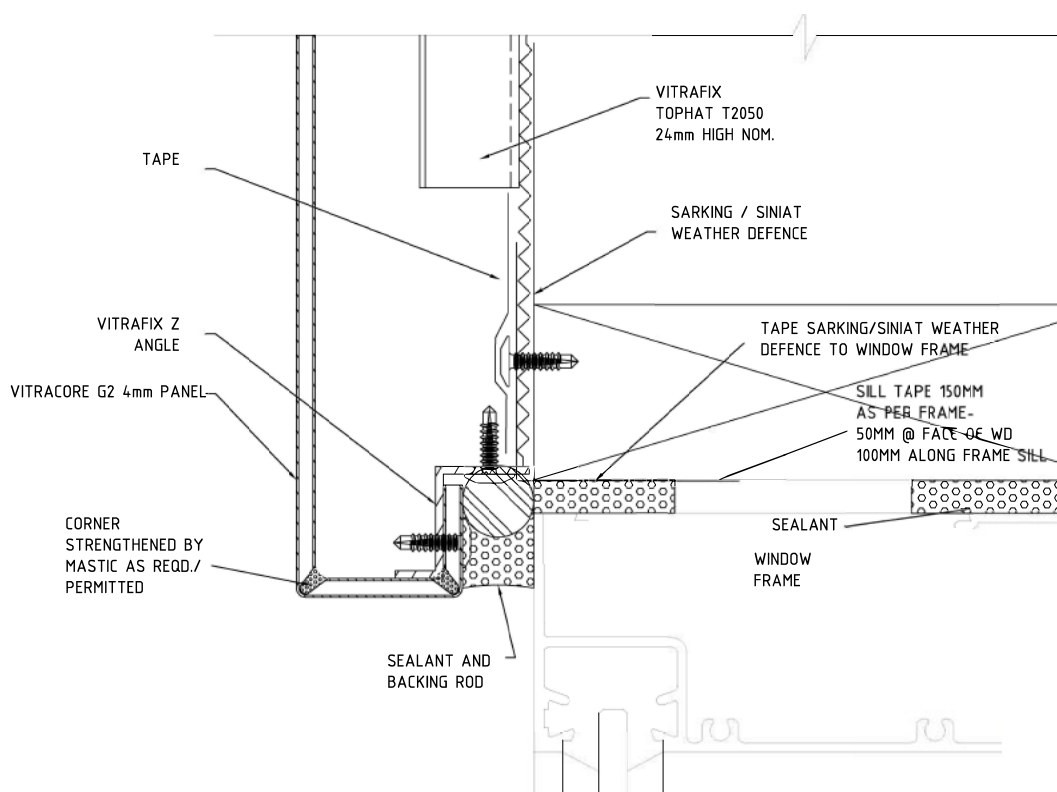 VITRAFIX
TOPHAT T2050
24mm HIGH NOM.
TAPE
SARKING / SINIAT
WEATHER DEFENCE
VITRAFIX Z
ANGLE
TAPE SARKING/SINIAT WEATHER
DEFENCE TO WINDOW FRAME
VITRACORE G2 4mm PANEL
SILL TAPE 150MM
AS PER FRAME-
50MM @ FACE OF WD
100MM ALONG FRAME SILL
CORNER
STRENGTHENED BY
MASTIC AS REQD./
PERMITTED
SEALANT
WINDOW
FRAME
SEALANT AND
BACKING ROD